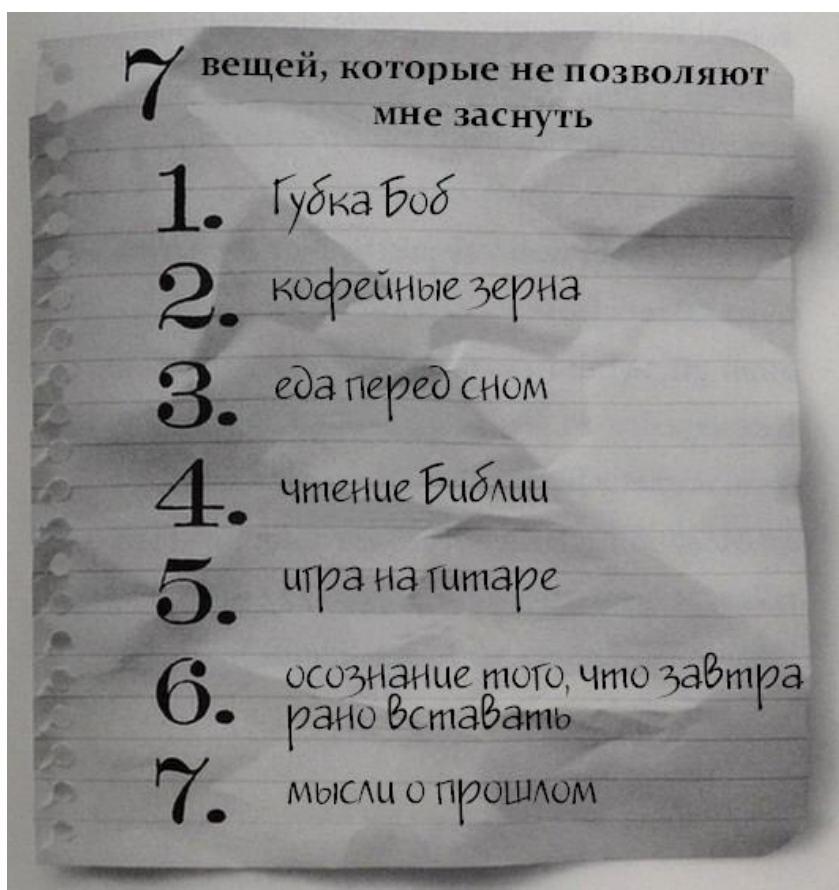 7 вещей, которые не позволяют
мне заснуть
1. Губка Боб
2. кофейные зерна
3. еда перед сном
4. чтение Библии
5. игра на гитаре
6. осознание того, что завтра
рано вставать
7. мысли о прошлом